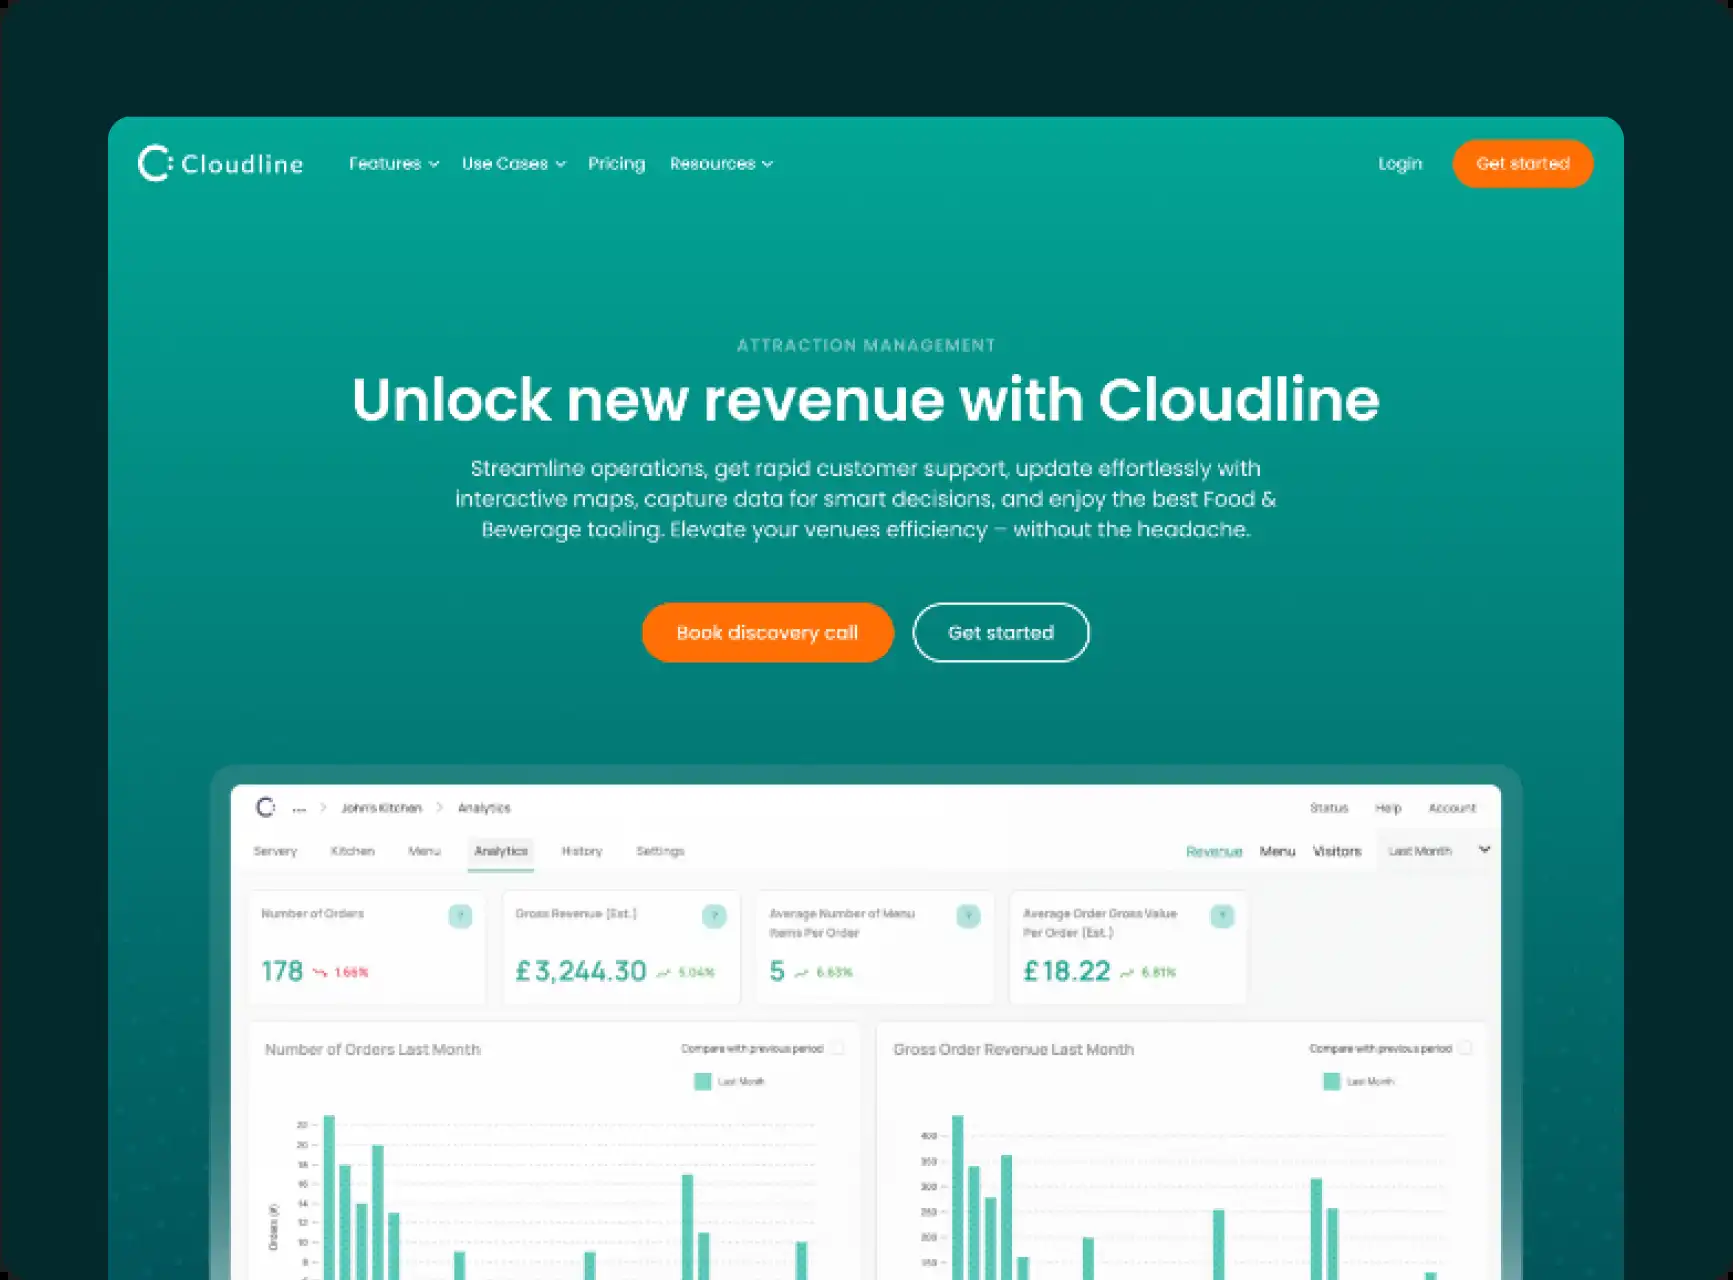 Cloudline Features Use Cases Pricing Resources Login Get started
ATTRACTION MANAGEMENT
Unlock new revenue with Cloudline
Streamline operations, get rapid customer support, update effortlessly with
interactive maps, capture data for smart decisions, and enjoy the best Food &
Beverage tooling. Elevate your venues efficiency – without the headache.
Book discovery call Get started
... John's Kitchen Analytics Status Help Account
Servery Kitchen Menu Analytics History Settings Revenue Menu Visitors Last Month
Number of Orders ?
178 1.66%
Gross Revenue (Est.) ?
£3,244.30 5.04%
Average Number of Menu
Items Per Order ?
5 6.63%
Average Order Gross Value
Per Order (Est.) ?
£18.22 6.81%
Number of Orders Last Month Compare with previous period
Last Month
22
20
18
16
14
12
10
8
Orders (#)
Gross Order Revenue Last Month Compare with previous period
Last Month
400
350
300
250
200
150